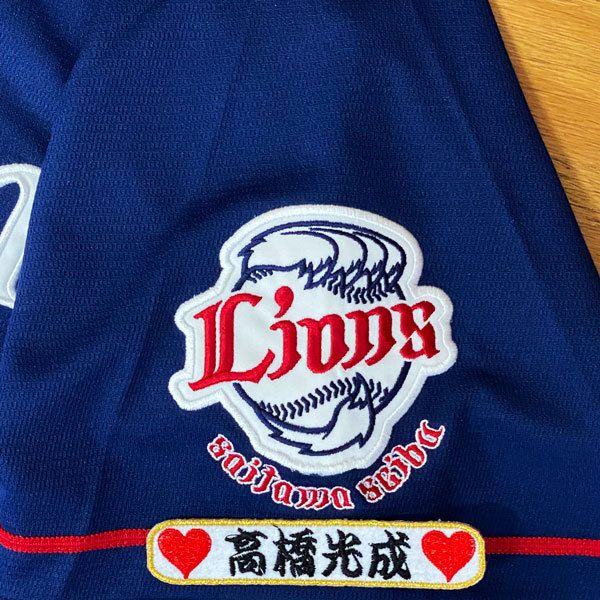 Lions
saitama seibu
高橋光成